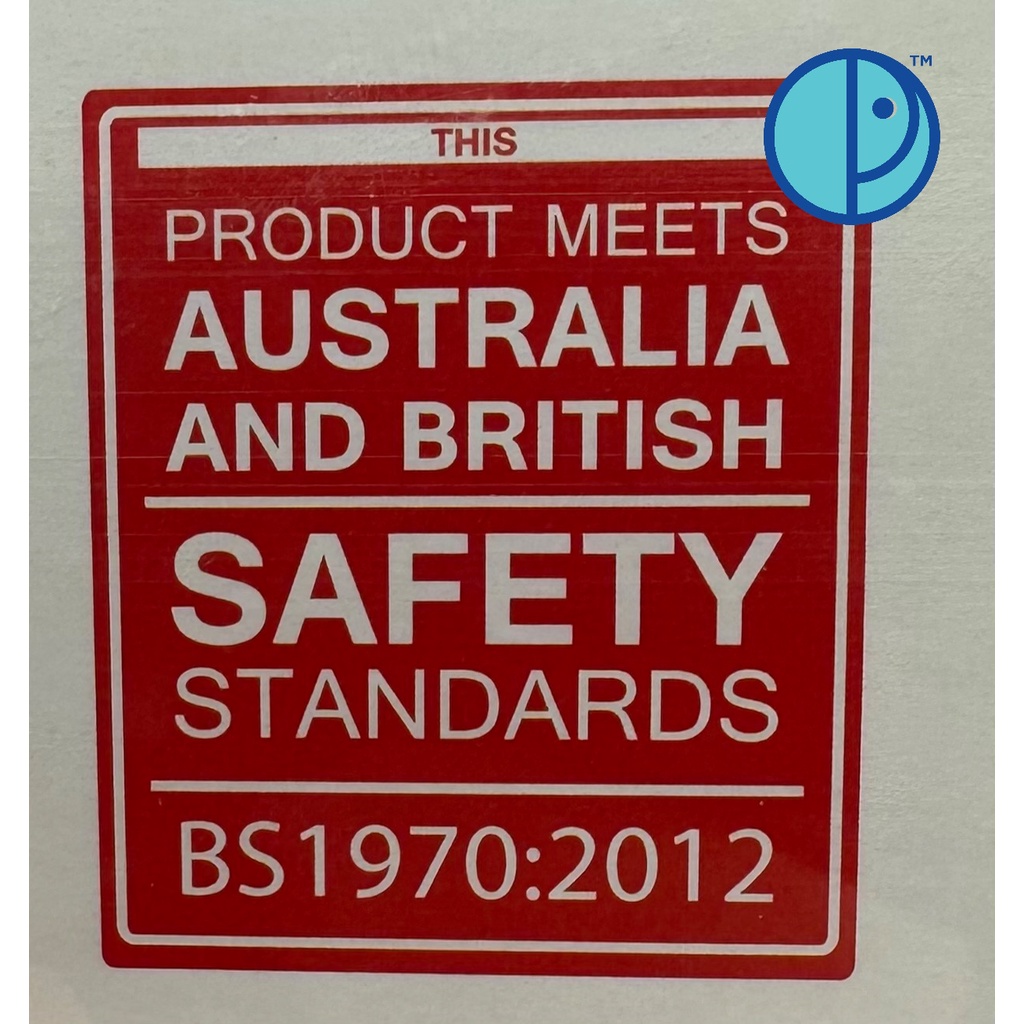 THIS
PRODUCT MEETS
AUSTRALIA
AND BRITISH
SAFETY
STANDARDS
BS1970:2012
TM